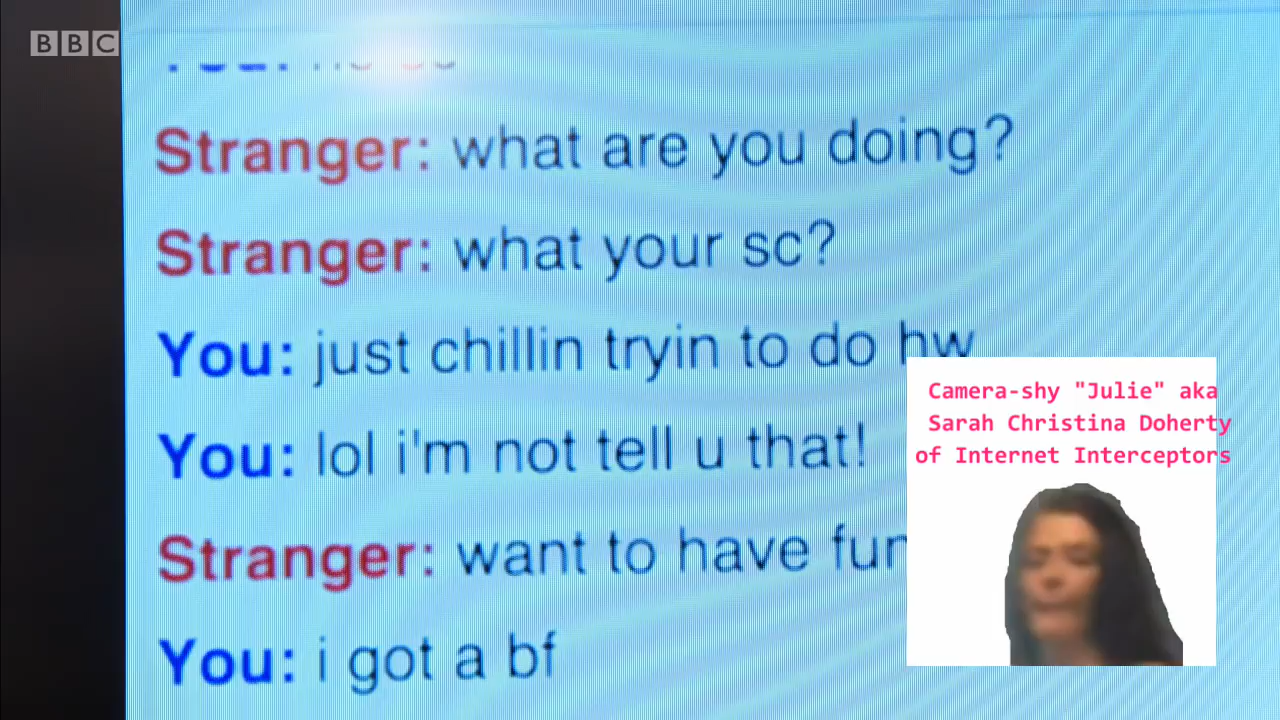 BBC
Stranger: what are you doing?
Stranger: what your sc?
You: just chillin tryin to do hw
You: lol i'm not tell u that!
Stranger: want to have fun
You: i got a bf
Camera-shy "Julie" aka
Sarah Christina Doherty
of Internet Interceptors